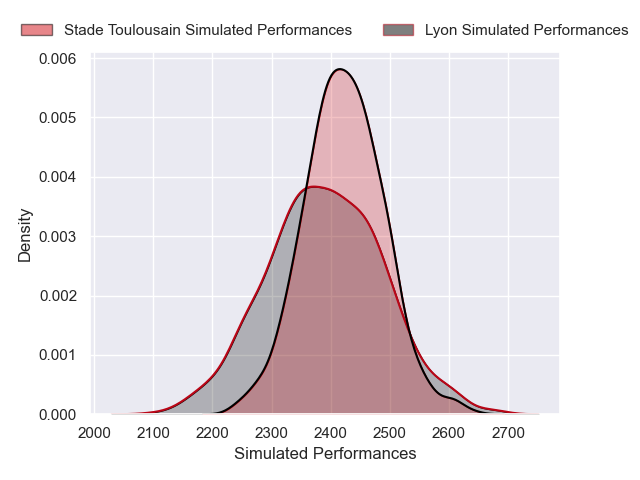 Stade Toulousain Simulated Performances
Lyon Simulated Performances
0.006
0.005
0.004
0.003
0.002
0.001
0.000
Density
2000 2100 2200 2300 2400 2500 2600 2700
Simulated Performances